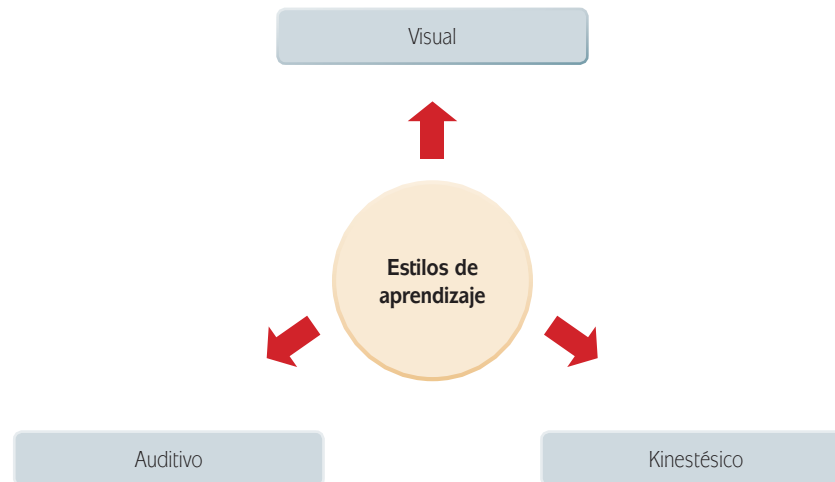 Visual
Estilos de
aprendizaje
Auditivo
Kinestésico